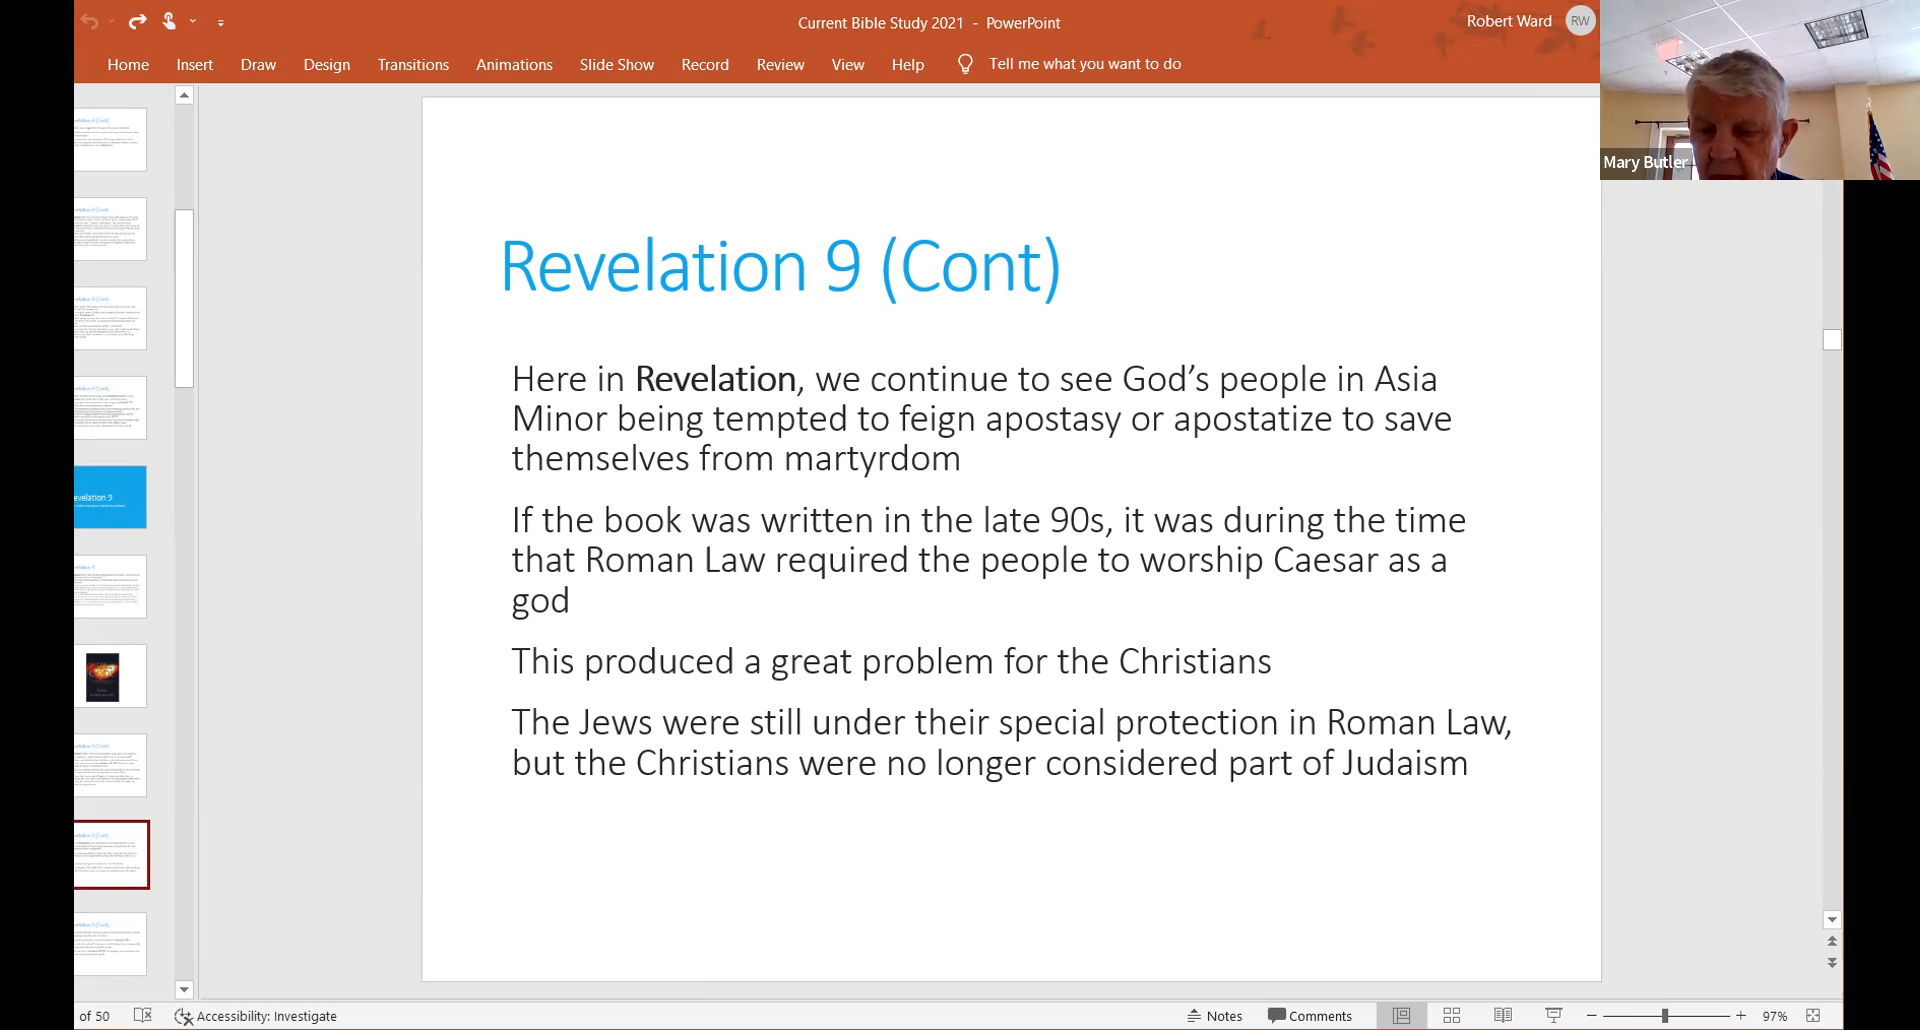 Current Bible Study 2021 - PowerPoint
Robert Ward RW
Home Insert Draw Design Transitions Animations Slide Show Record Review View Help Tell me what you want to do
Mary Butler
Revelation 9 (Cont)
Here in Revelation, we continue to see God's people in Asia
Minor being tempted to feign apostasy or apostatize to save
themselves from martyrdom
If the book was written in the late 90s, it was during the time
that Roman Law required the people to worship Caesar as a
god
This produced a great problem for the Christians
The Jews were still under their special protection in Roman Law,
but the Christians were no longer considered part of Judaism
of 50 Accessibility: Investigate Notes Comments 97%